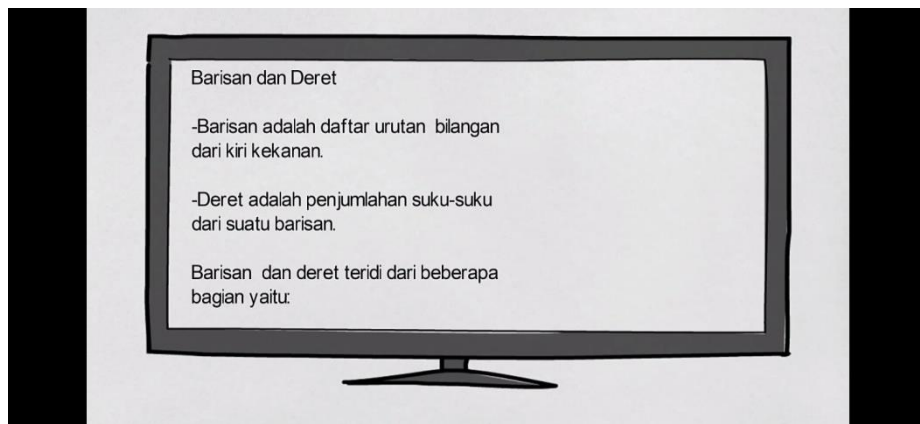 Barisan dan Deret
-Barisan adalah daftar urutan bilangan
dari kiri kekanan.
-Deret adalah penjumlahan suku-suku
dari suatu barisan.
Barisan dan deret teridi dari beberapa
bagian yaitu: